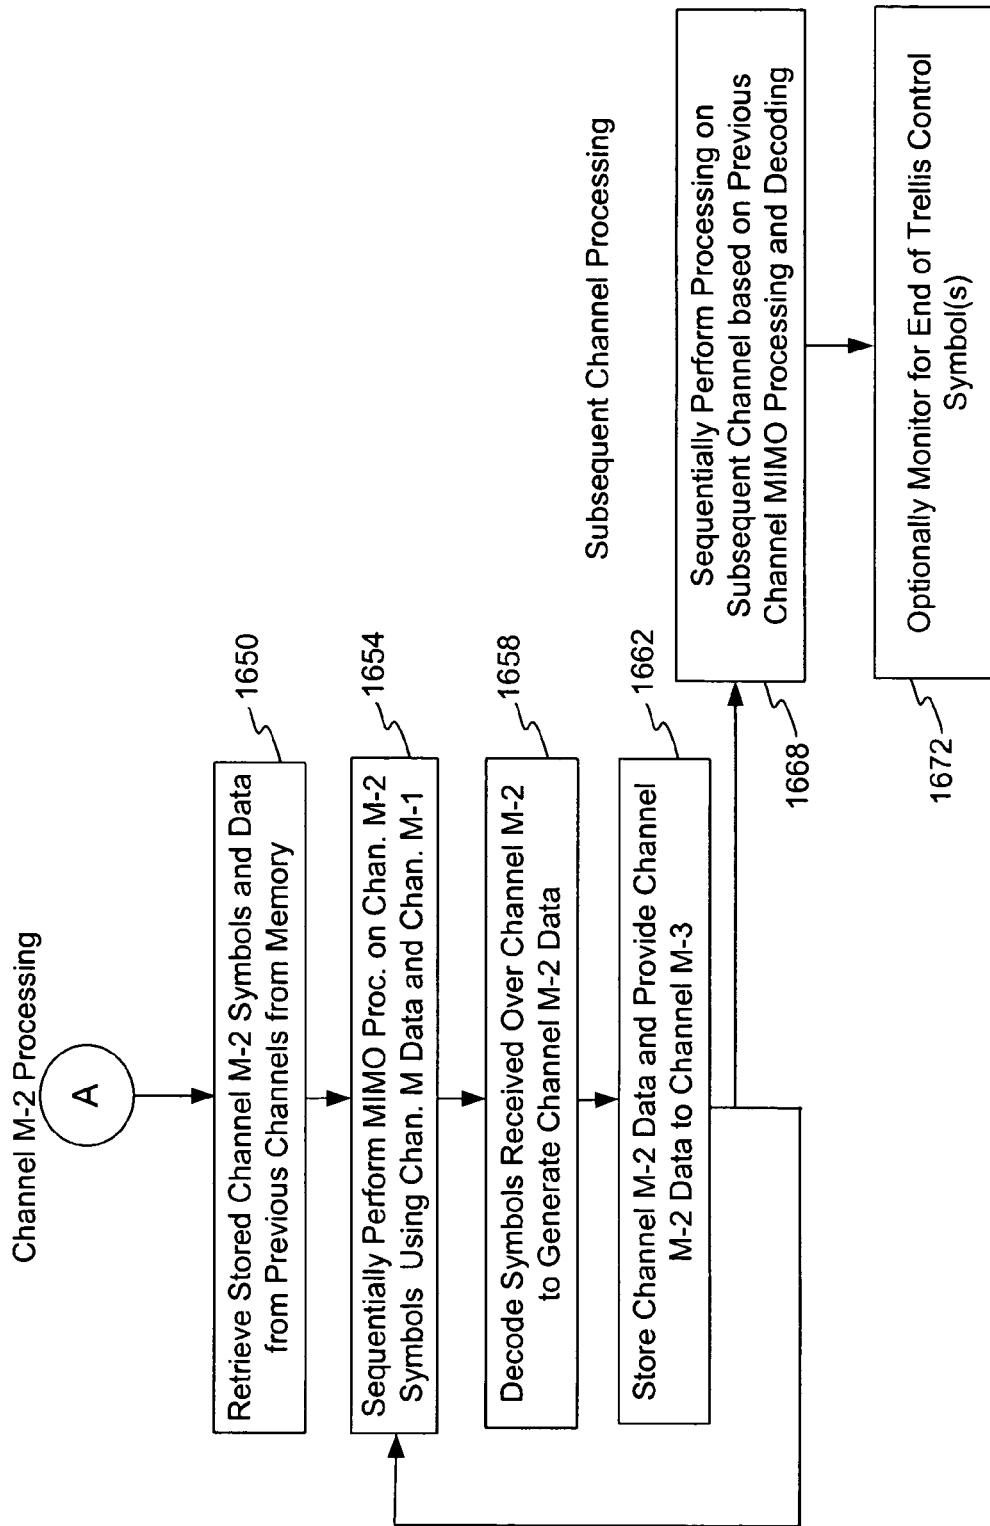 Channel M-2 Processing
A
Retrieve Stored Channel M-2 Symbols and Data
from Previous Channels from Memory
1650
Sequentially Perform MIMO Proc. on Chan. M-2
Symbols Using Chan. M Data and Chan. M-1
1654
Decode Symbols Received Over Channel M-2
to Generate Channel M-2 Data
1658
Store Channel M-2 Data and Provide Channel
M-2 Data to Channel M-3
1662
Subsequent Channel Processing
Sequentially Perform Processing on
Subsequent Channel based on Previous
Channel MIMO Processing and Decoding
1668
Optionally Monitor for End of Trellis Control
Symbol(s)
1672